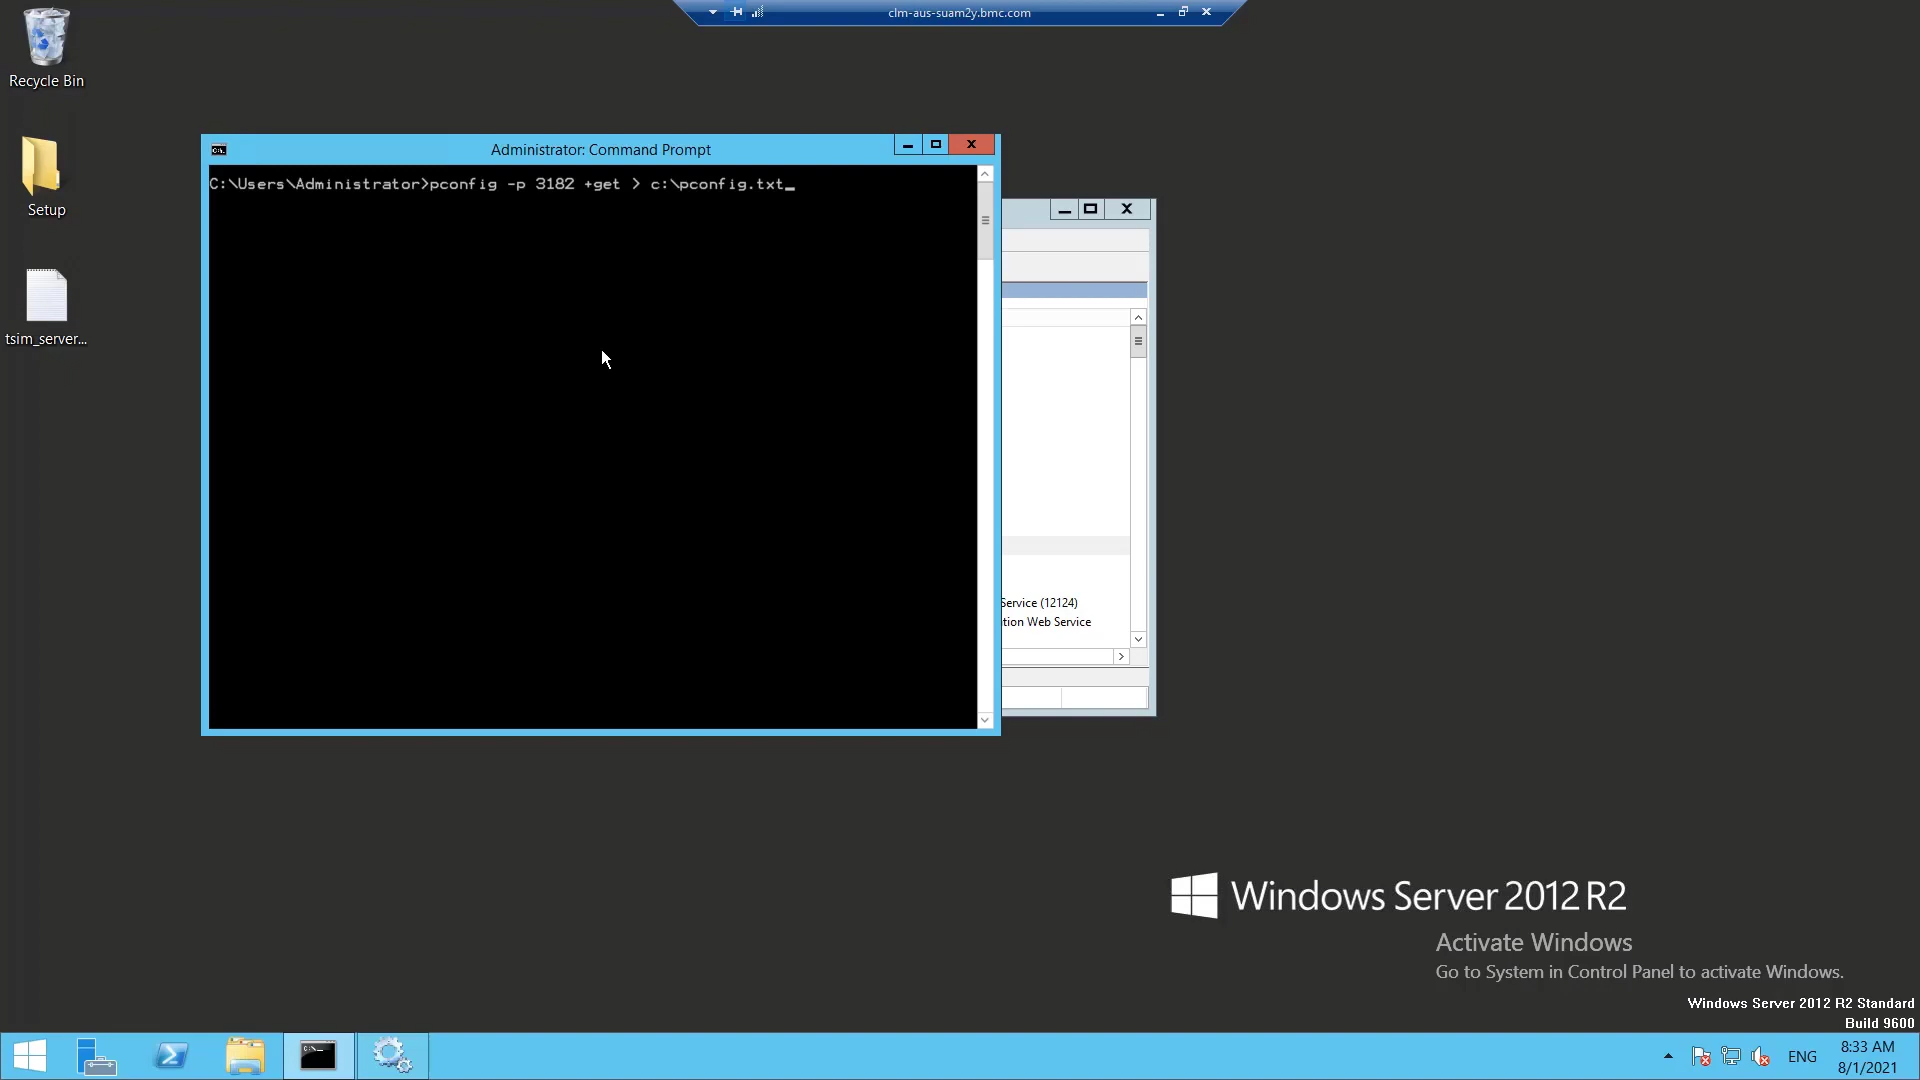 clm-aus-suam2y.bmc.com
Recycle Bin
Setup
tsim_server...
Administrator: Command Prompt
C:\Users\Administrator>pconfig -p 3182 +get > c:\pconfig.txt_
Service (12124)
tion Web Service
Windows Server 2012 R2
Activate Windows
Go to System in Control Panel to activate Windows.
Windows Server 2012 R2 Standard
Build 9600
ENG
8:33 AM
8/1/2021